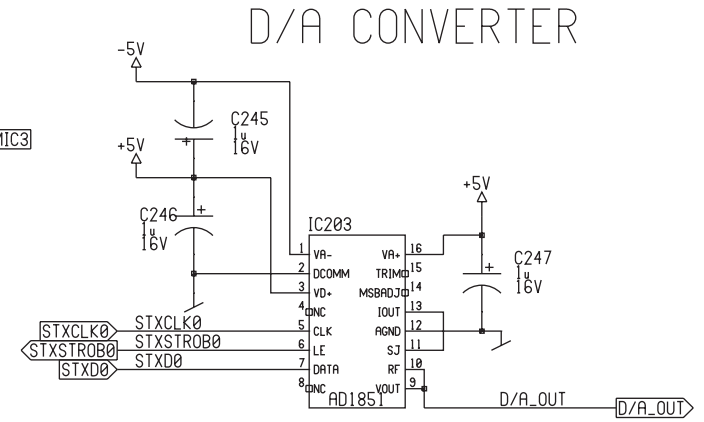 D/A CONVERTER
-5V
C245
1u
16V
MIC3
+5V
+
+5V
C246
+
1u
16V
IC203
C247
+
1u
16V
1 VA- VA+ 16
2 DCOMM TRIM 15
3 VD+ MSBADJ 14
4 NC IOUT 13
STXCLK0 STXCLK0 5 CLK AGND 12
STXSTROB0 STXSTROB0 6 LE SJ 11
STXD0 STXD0 7 DATA RF 10
8 NC VOUT 9
AD1851
D/A_OUT D/A_OUT